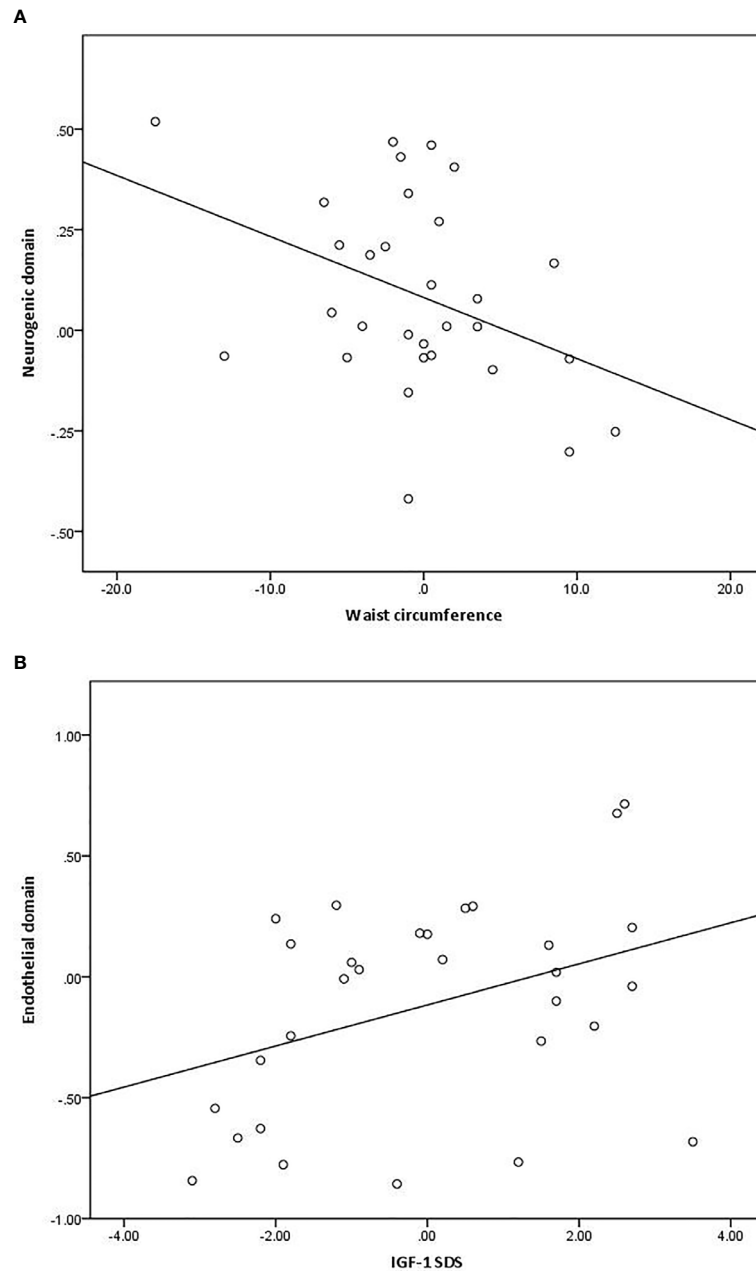 A
.50
.25
.00
-.25
-.50
Neurogenic domain
-20.0 -10.0 .0 10.0 20.0
Waist circumference
B
1.00
.50
.00
-.50
-1.00
Endothelial domain
-4.00 -2.00 .00 2.00 4.00
IGF-1 SDS